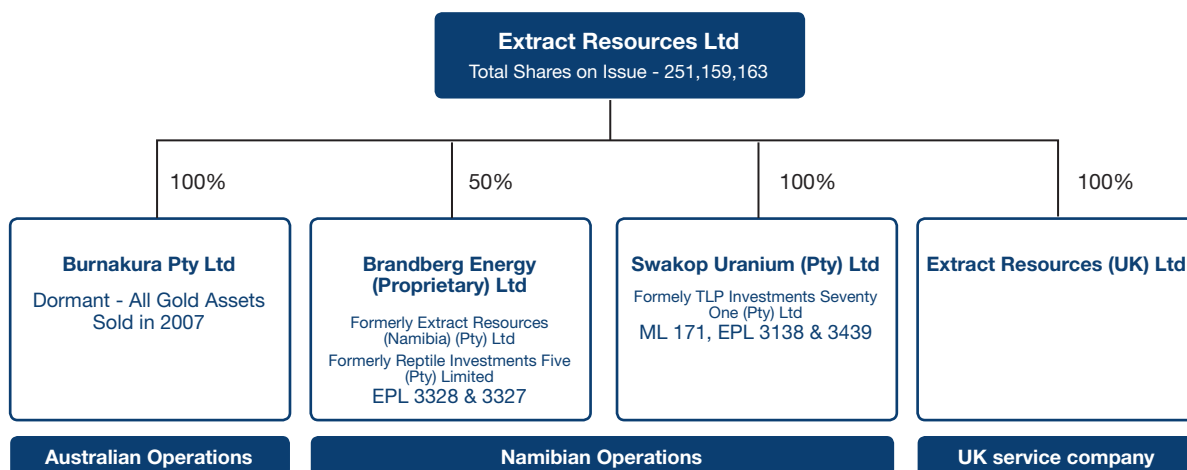 Extract Resources Ltd
Total Shares on Issue - 251,159,163
100%
50%
100%
100%
Burnakura Pty Ltd
Dormant - All Gold Assets
Sold in 2007
Brandberg Energy
(Proprietary) Ltd
Formerly Extract Resources
(Namibia) (Pty) Ltd
Formerly Reptile Investments Five
(Pty) Limited
EPL 3328 & 3327
Swakop Uranium (Pty) Ltd
Formely TLP Investments Seventy
One (Pty) Ltd
ML 171, EPL 3138 & 3439
Extract Resources (UK) Ltd
Australian Operations
Namibian Operations
UK service company